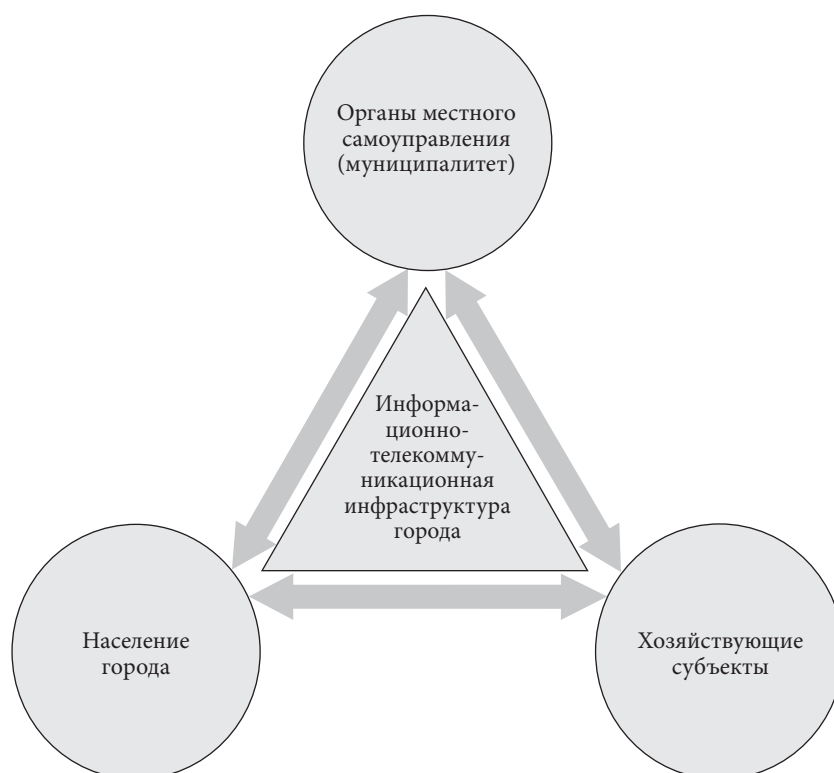 Органы местного
самоуправления
(муниципалитет)
Информа-
ционно-
телекомму-
никационная
инфраструктура
города
Население
города
Хозяйствующие
субъекты